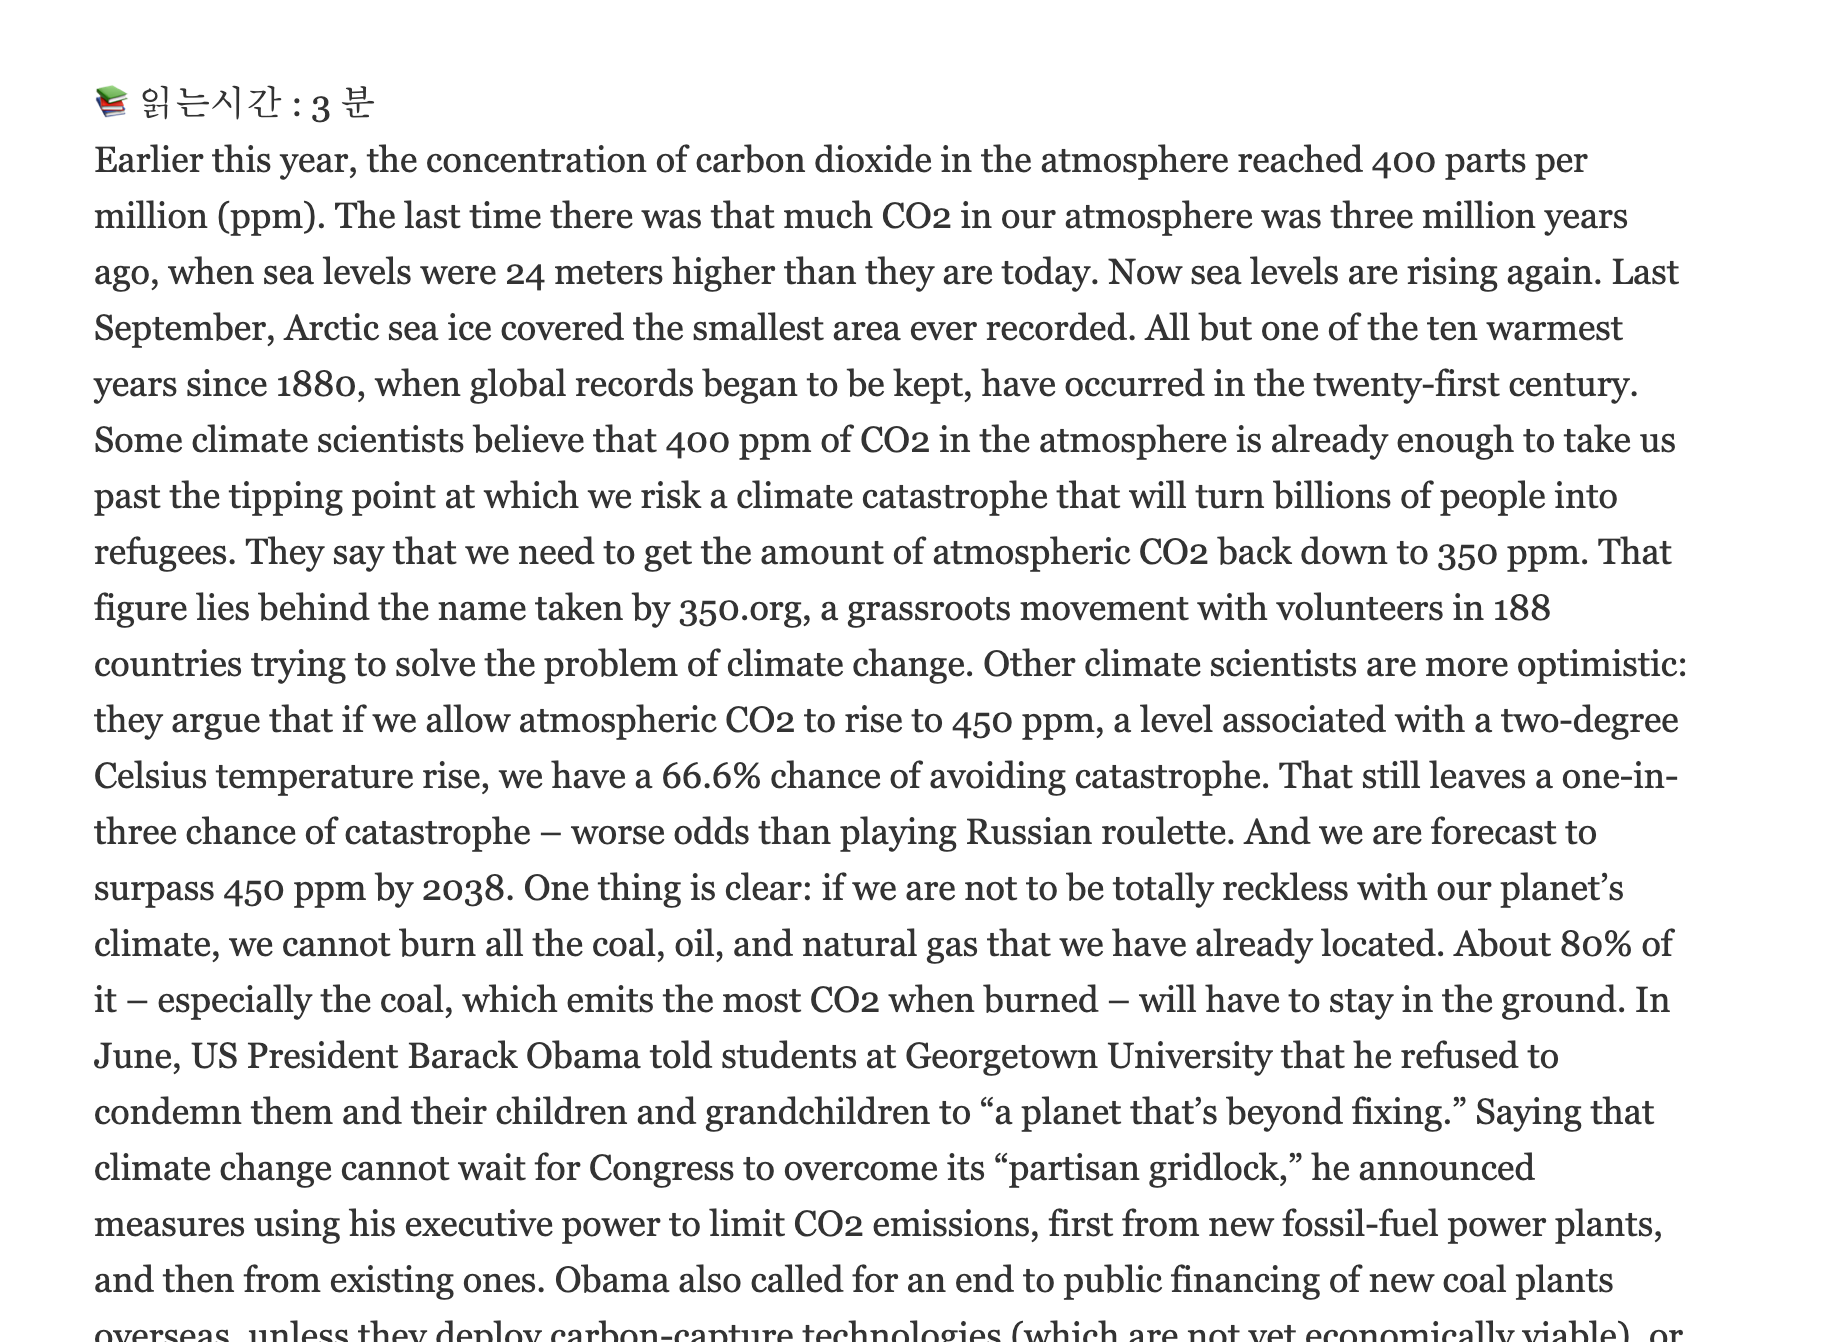 📚 읽는시간 : 3 분
Earlier this year, the concentration of carbon dioxide in the atmosphere reached 400 parts per
million (ppm). The last time there was that much CO2 in our atmosphere was three million years
ago, when sea levels were 24 meters higher than they are today. Now sea levels are rising again. Last
September, Arctic sea ice covered the smallest area ever recorded. All but one of the ten warmest
years since 1880, when global records began to be kept, have occurred in the twenty-first century.
Some climate scientists believe that 400 ppm of CO2 in the atmosphere is already enough to take us
past the tipping point at which we risk a climate catastrophe that will turn billions of people into
refugees. They say that we need to get the amount of atmospheric CO2 back down to 350 ppm. That
figure lies behind the name taken by 350.org, a grassroots movement with volunteers in 188
countries trying to solve the problem of climate change. Other climate scientists are more optimistic:
they argue that if we allow atmospheric CO2 to rise to 450 ppm, a level associated with a two-degree
Celsius temperature rise, we have a 66.6% chance of avoiding catastrophe. That still leaves a one-in-
three chance of catastrophe – worse odds than playing Russian roulette. And we are forecast to
surpass 450 ppm by 2038. One thing is clear: if we are not to be totally reckless with our planet’s
climate, we cannot burn all the coal, oil, and natural gas that we have already located. About 80% of
it – especially the coal, which emits the most CO2 when burned – will have to stay in the ground. In
June, US President Barack Obama told students at Georgetown University that he refused to
condemn them and their children and grandchildren to “a planet that’s beyond fixing.” Saying that
climate change cannot wait for Congress to overcome its “partisan gridlock,” he announced
measures using his executive power to limit CO2 emissions, first from new fossil-fuel power plants,
and then from existing ones. Obama also called for an end to public financing of new coal plants
overseas, unless they deploy carbon-capture technologies (which are not yet economically viable), or